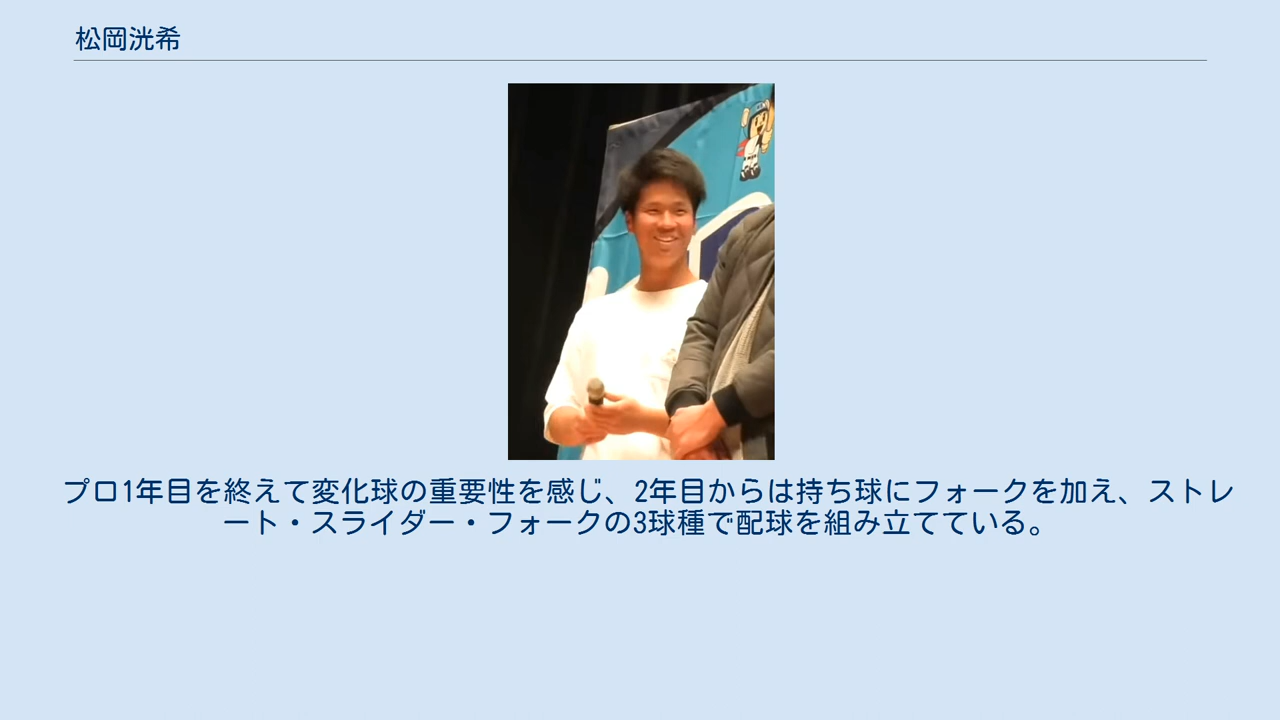 松岡洸希
プロ1年目を終えて変化球の重要性を感じ、2年目からは持ち球にフォークを加え、ストレ
ート・スライダー・フォークの3球種で配球を組み立てている。